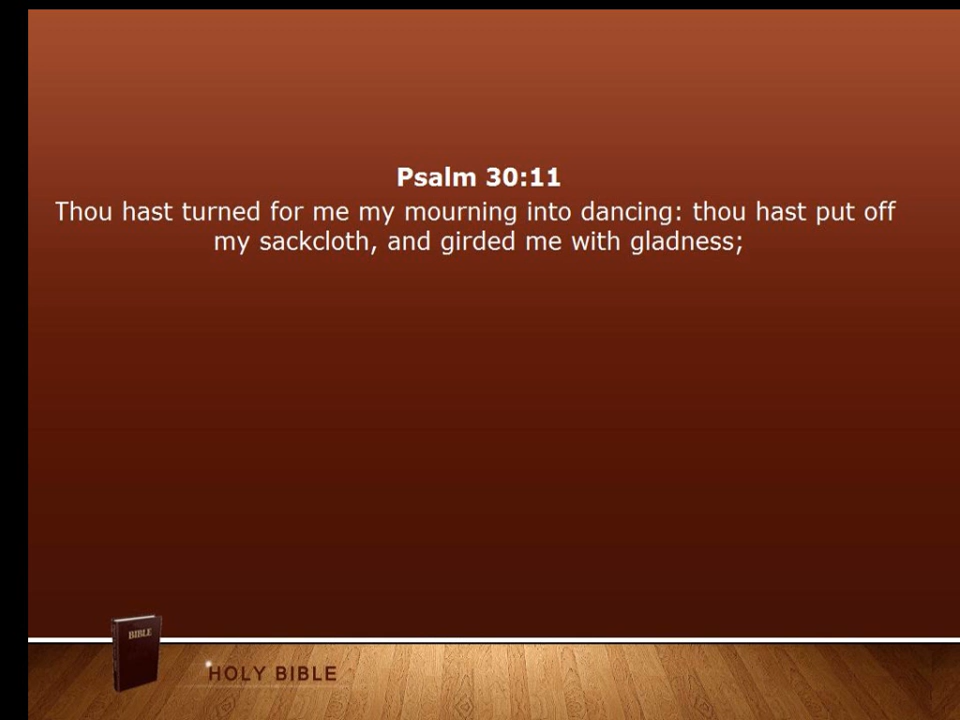 Psalm 30:11
Thou hast turned for me my mourning into dancing: thou hast put off
my sackcloth, and girded me with gladness;
BIBLE
HOLY BIBLE